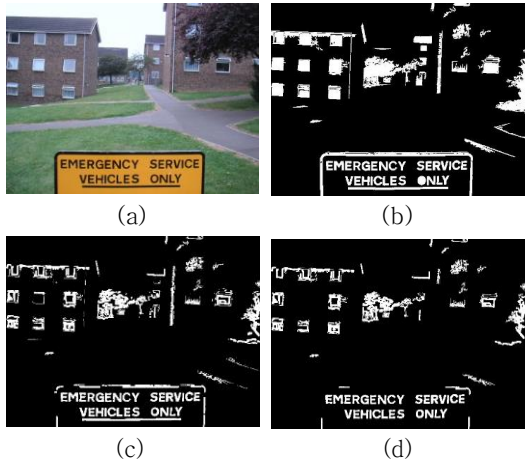 EMERGENCY SERVICE
VEHICLES ONLY
(a)
EMERGENCY SERVICE
VEHICLES ONLY
(b)
EMERGENCY SERVICE
VEHICLES ONLY
(c)
EMERGENCY SERVICE
VEHICLES ONLY
(d)